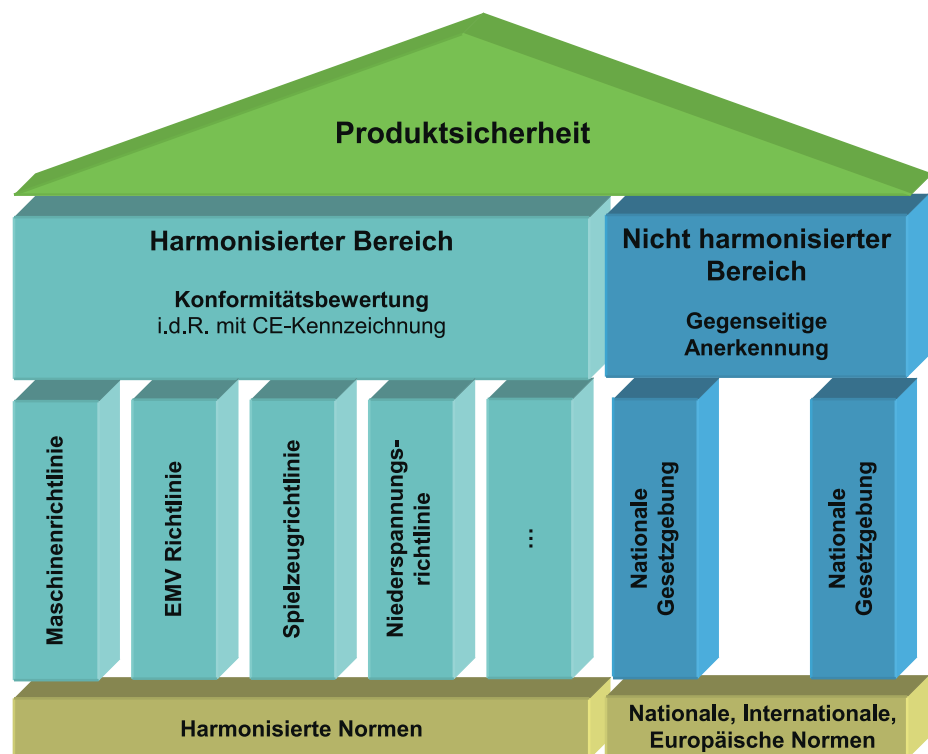 Produktsicherheit
Harmonisierter Bereich
Konformitätsbewertung
i.d.R. mit CE-Kennzeichnung
Nicht harmonisierter
Bereich
Gegenseitige
Anerkennung
Maschinenrichtlinie
EMV Richtlinie
Spielzeugrichtlinie
Niederspannungs-
richtlinie
...
Nationale
Gesetzgebung
Nationale
Gesetzgebung
Harmonisierte Normen
Nationale, Internationale,
Europäische Normen